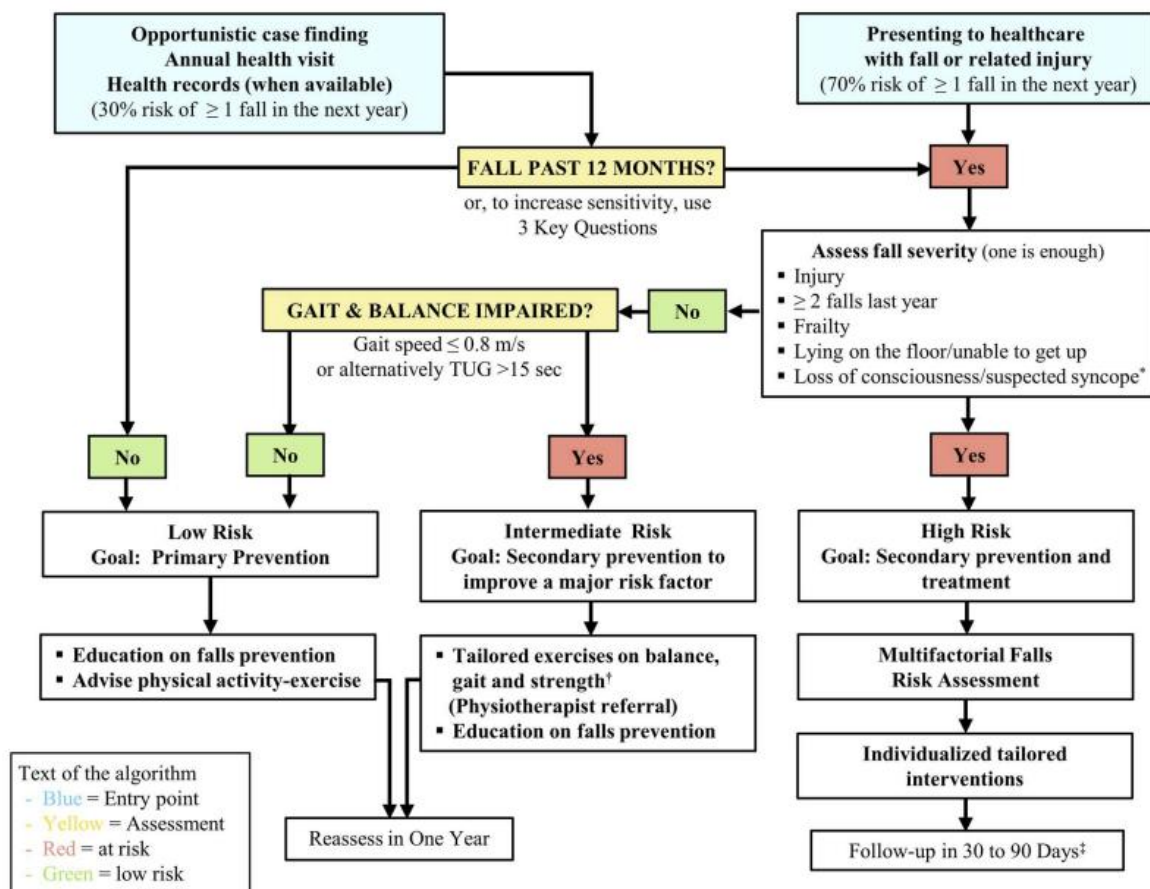 Opportunistic case finding
Annual health visit
Health records (when available)
(30% risk of ≥ 1 fall in the next year)
Presenting to healthcare
with fall or related injury
(70% risk of ≥ 1 fall in the next year)
FALL PAST 12 MONTHS?
Yes
or, to increase sensitivity, use
3 Key Questions
Assess fall severity (one is enough)
▪ Injury
▪ ≥ 2 falls last year
▪ Frailty
▪ Lying on the floor/unable to get up
▪ Loss of consciousness/suspected syncope*
GAIT & BALANCE IMPAIRED?
No
Gait speed ≤ 0.8 m/s
or alternatively TUG >15 sec
No
No
Yes
Yes
Low Risk
Goal: Primary Prevention
Intermediate Risk
Goal: Secondary prevention to
improve a major risk factor
High Risk
Goal: Secondary prevention and
treatment
▪ Education on falls prevention
▪ Advise physical activity-exercise
▪ Tailored exercises on balance,
gait and strength†
(Physiotherapist referral)
▪ Education on falls prevention
Multifactorial Falls
Risk Assessment
Individualized tailored
interventions
Text of the algorithm
- Blue = Entry point
- Yellow = Assessment
- Red = at risk
- Green = low risk
Reassess in One Year
Follow-up in 30 to 90 Days‡